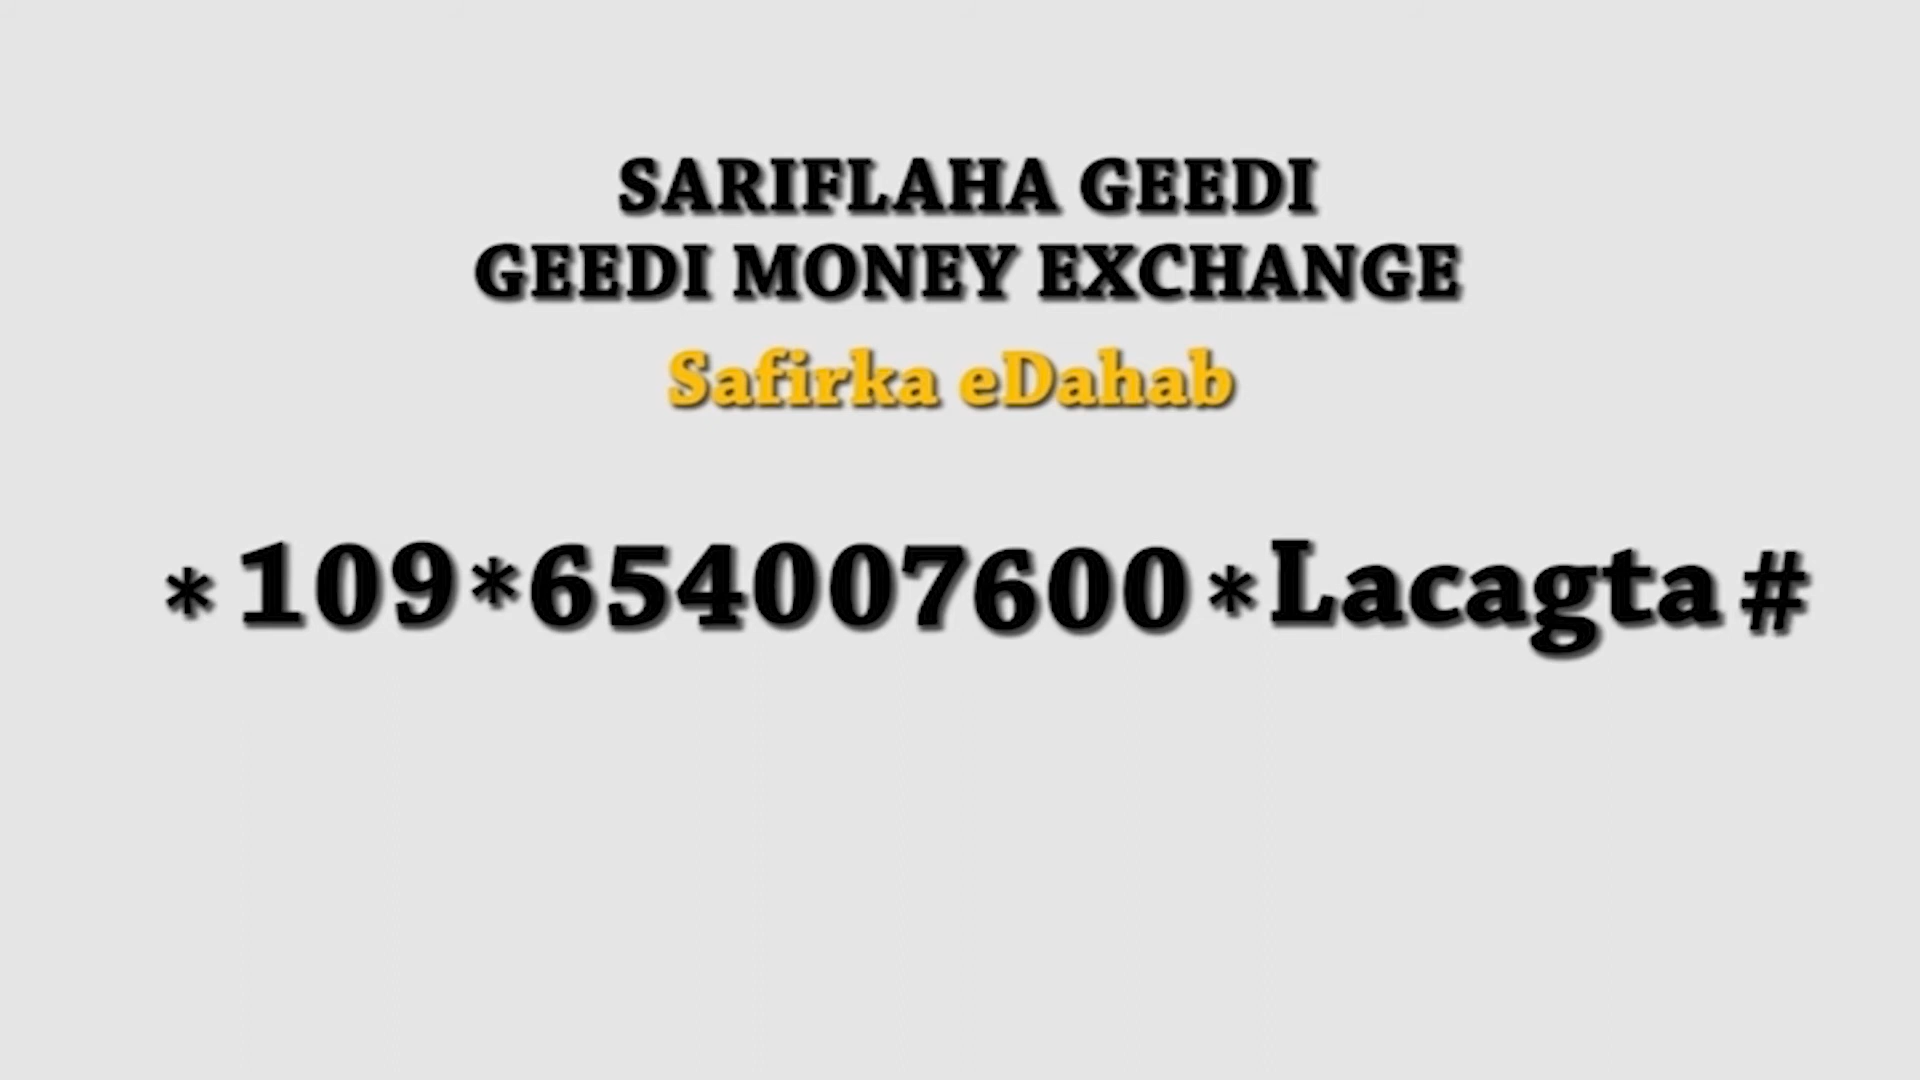 SARIFLAHA GEEDI
GEEDI MONEY EXCHANGE
Safirka eDahab
*109*654007600*Lacagta#